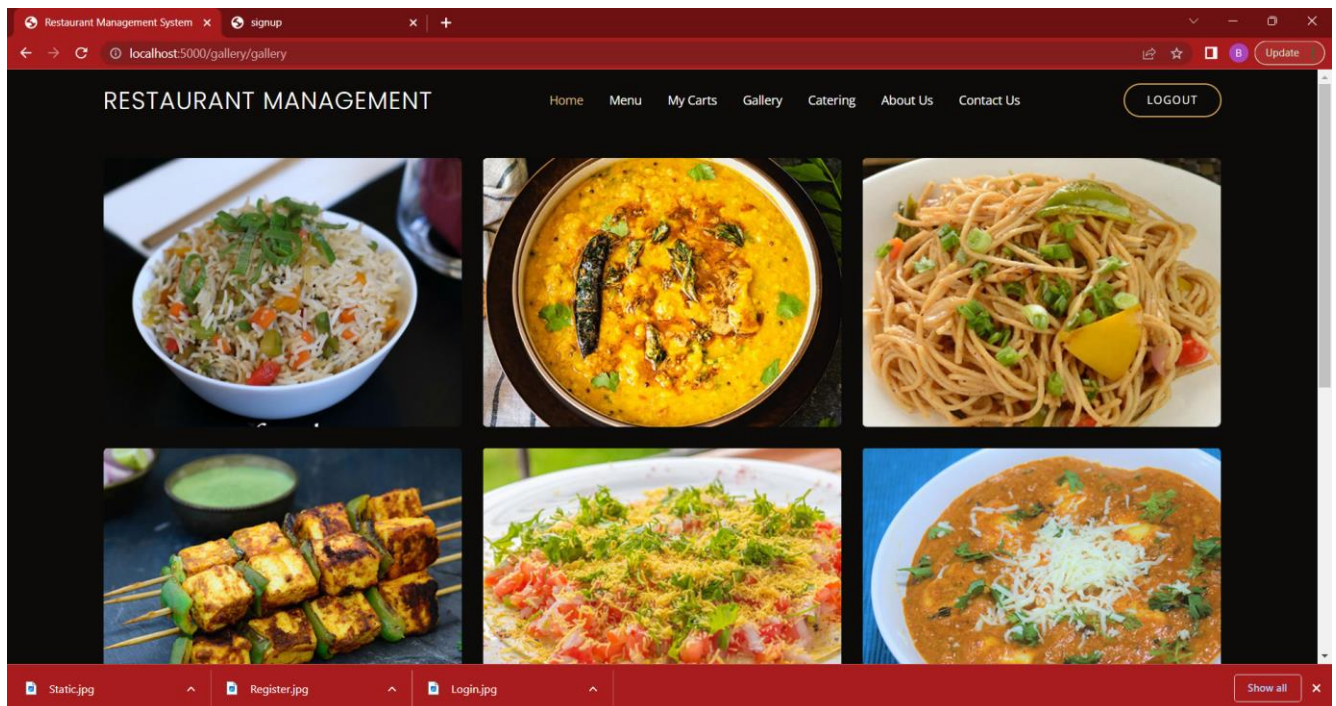 Restaurant Management System
signup
localhost:5000/gallery/gallery
B
Update
RESTAURANT MANAGEMENT
Home Menu My Carts Gallery Catering About Us Contact Us
LOGOUT
Static.jpg
Register.jpg
Login.jpg
Show all